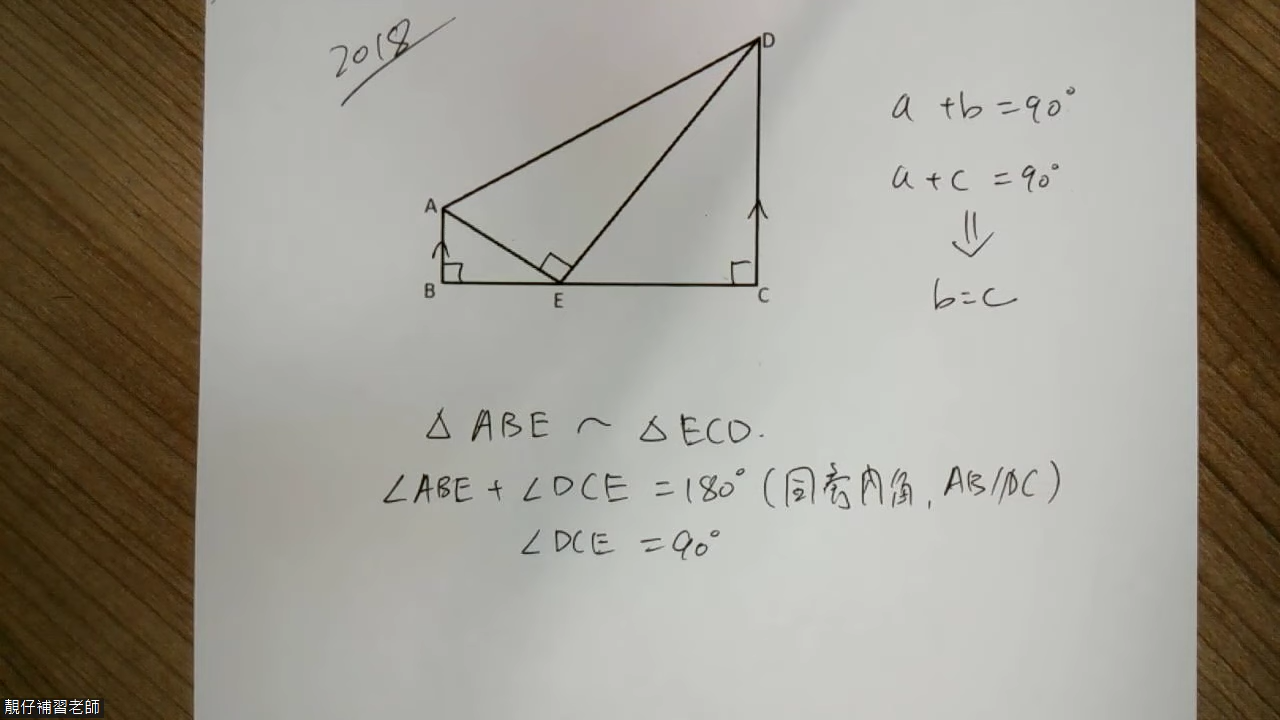 2018
D
A
B
E
C
a + b = 90°
a + c = 90°
⇓
b = c
△ ABE ~ △ ECD.
∠ABE + ∠DCE = 180° (同旁內角, AB//DC)
∠DCE = 90°
靚仔補習老師